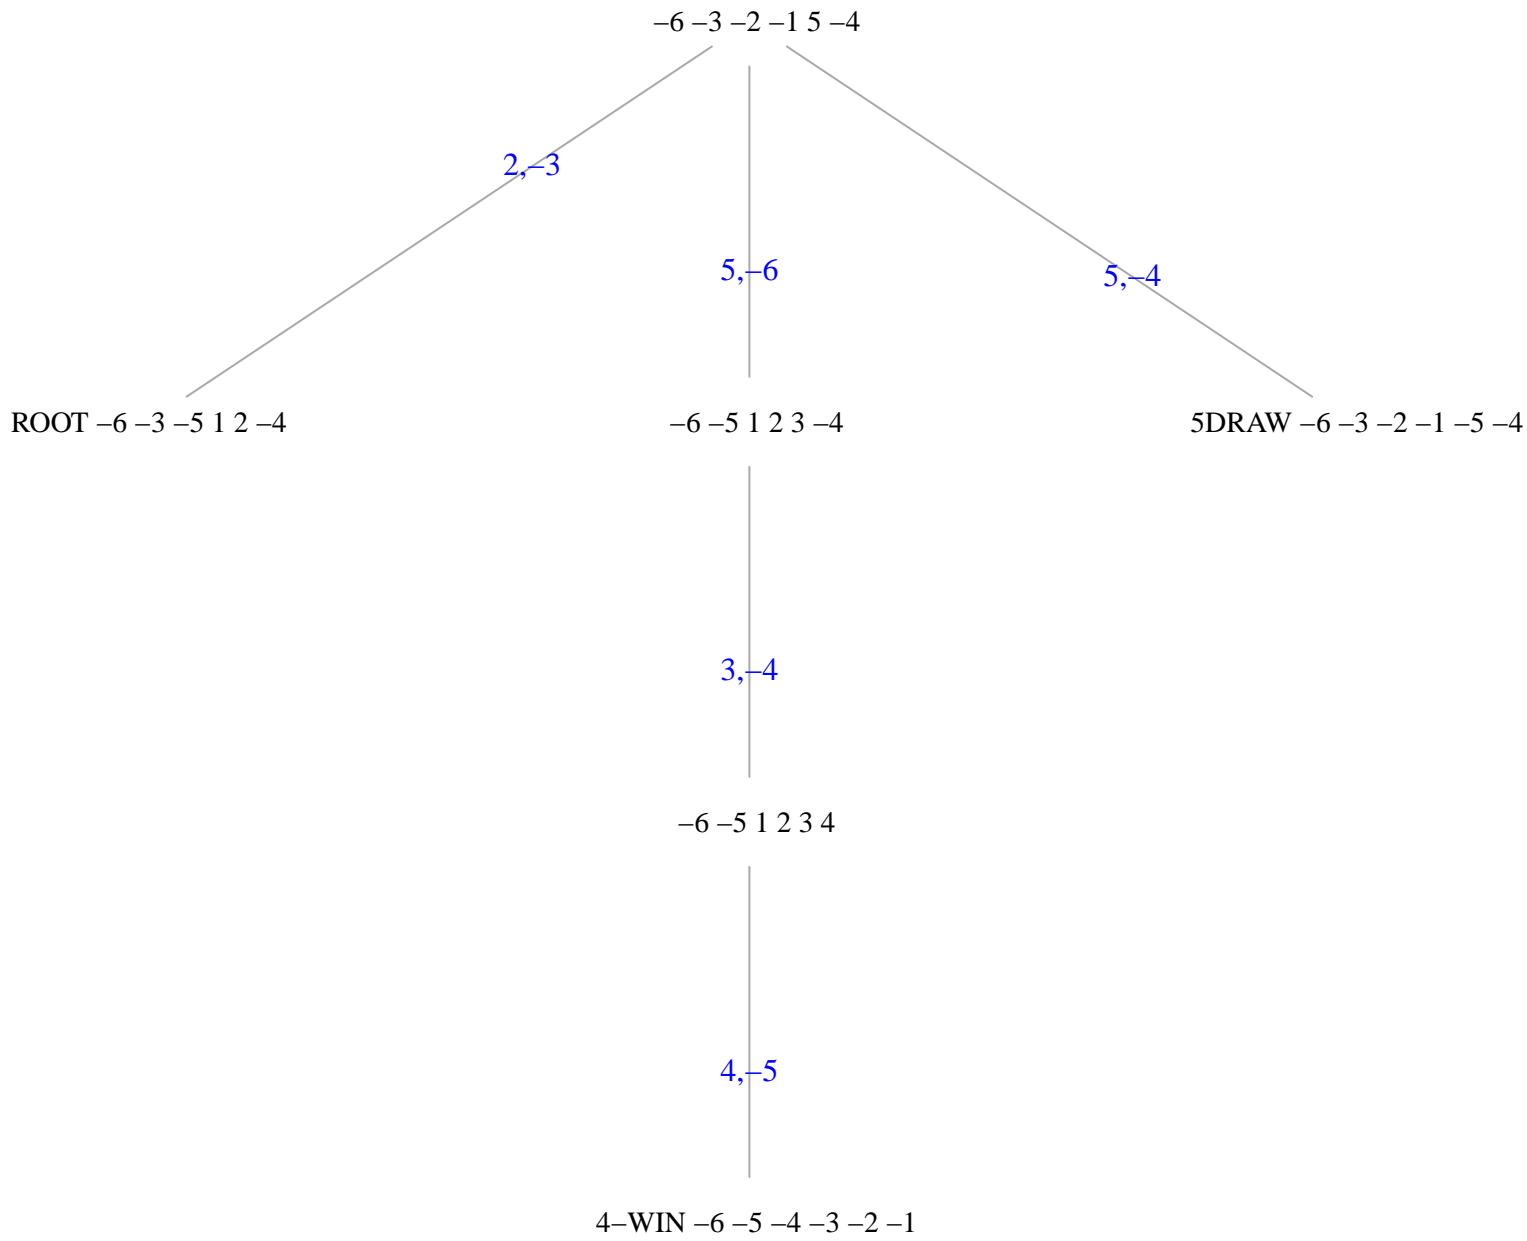 –6 –3 –2 –1 5 –4
2,–3
5,–6
5,–4
ROOT –6 –3 –5 1 2 –4
–6 –5 1 2 3 –4
5DRAW –6 –3 –2 –1 –5 –4
3,–4
–6 –5 1 2 3 4
4,–5
4–WIN –6 –5 –4 –3 –2 –1